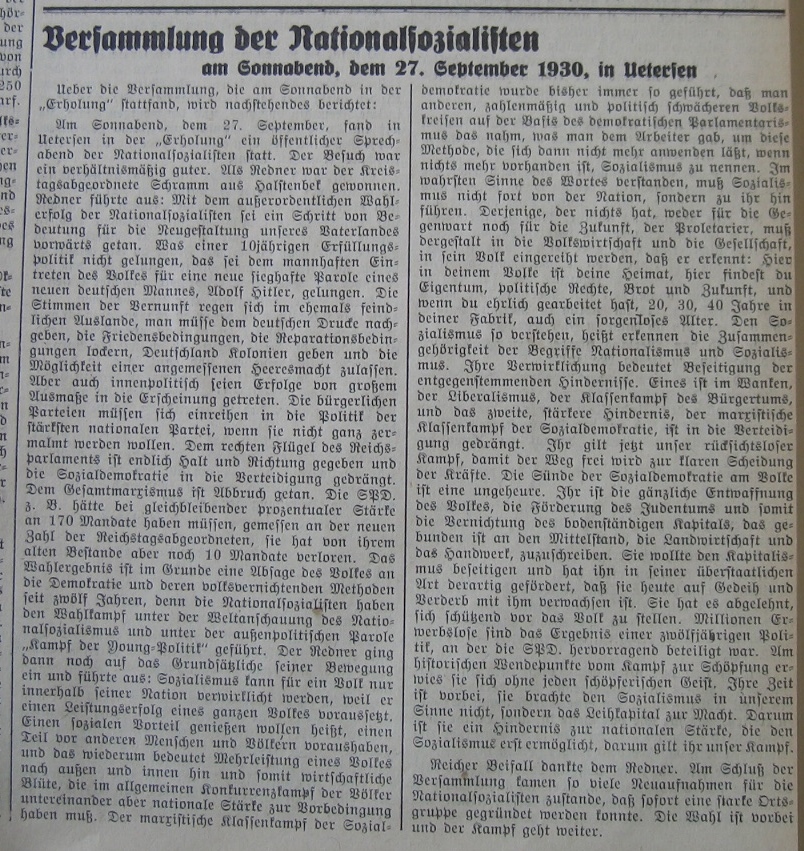 Versammlung der Nationalsozialisten
am Sonnabend, dem 27. September 1930, in Uetersen
Ueber die Versammlung, die am Sonnabend in der
„Erholung“ stattfand, wird nachstehendes berichtet:
Am Sonnabend, dem 27. September, fand in
Uetersen in der „Erholung“ ein öffentlicher Sprech-
abend der Nationalsozialisten statt. Der Besuch war
ein verhältnismäßig guter. Als Redner war der Kreis-
tagsabgeordnete Schramm aus Halstenbek gewonnen.
Redner führte aus: Mit dem außerordentlichen Wahl-
erfolg der Nationalsozialisten sei ein Schritt von Be-
deutung für die Neugestaltung unseres Vaterlandes
vorwärts getan. Was einer 10jährigen Erfüllungs-
politik nicht gelungen, das sei dem mannhaften Ein-
treten des Volkes für eine neue sieghafte Parole eines
neuen deutschen Mannes, Adolf Hitler, gelungen. Die
Stimmen der Vernunft regen sich im ehemals feind-
lichen Auslande, man müsse dem deutschen Drucke nach-
geben, die Friedensbedingungen, die Reparationsbedin-
gungen lockern, Deutschland Kolonien geben und die
Möglichkeit einer angemessenen Heeresmacht zulassen.
Aber auch innenpolitisch seien Erfolge von großem
Ausmaße in die Erscheinung getreten. Die bürgerlichen
Parteien müssen sich einreihen in die Politik der
stärksten nationalen Partei, wenn sie nicht ganz zer-
malmt werden wollen. Dem rechten Flügel des Reichs-
parlaments ist endlich Halt und Richtung gegeben und
die Sozialdemokratie in die Verteidigung gedrängt.
Dem Gesamtmarxismus ist Abbruch getan. Die SPD.
z. B. hätte bei gleichbleibender prozentualer Stärke
an 170 Mandate haben müssen, gemessen an der neuen
Zahl der Reichstagsabgeordneten, sie hat von ihrem
alten Bestande aber noch 10 Mandate verloren. Das
Wahlergebnis ist im Grunde eine Absage des Volkes an
die Demokratie und deren volksvernichtenden Methoden
seit zwölf Jahren, denn die Nationalsozialisten haben
den Wahlkampf unter der Weltanschauung des Natio-
nalsozialismus und unter der außenpolitischen Parole
„Kampf der Young-Politik“ geführt. Der Redner ging
dann noch auf das Grundsätzliche seiner Bewegung
ein und führte aus: Sozialismus kann für ein Volk nur
innerhalb seiner Nation verwirklicht werden, weil er
einen Leistungserfolg eines ganzen Volkes voraussetzt.
Einen sozialen Vorteil genießen wollen heißt, einen
Teil vor anderen Menschen und Völkern voraushaben,
und das wiederum bedeutet Mehrleistung eines Volkes
nach außen und innen hin und somit wirtschaftliche
Blüte, die im allgemeinen Konkurrenzkampf der Völker
untereinander aber nationale Stärke zur Vorbedingung
haben muß. Der marxistische Klassenkampf der Sozial-
demokratie wurde bisher immer so geführt, daß man
anderen, zahlenmäßig und politisch schwächeren Volks-
kreisen auf der Basis des demokratischen Parlamentaris-
mus das nahm, was man dem Arbeiter gab, um diese
Methode, die sich dann nicht mehr anwenden läßt, wenn
nichts mehr vorhanden ist, Sozialismus zu nennen. Im
wahrsten Sinne des Wortes verstanden, muß Sozialis-
mus nicht fort von der Nation, sondern zu ihr hin
führen. Derjenige, der nichts hat, weder für die Ge-
genwart noch für die Zukunft, der Proletarier, muß
dergestalt in die Volkswirtschaft und die Gesellschaft,
in sein Volk eingereiht werden, daß er erkennt: Hier
in deinem Volke ist deine Heimat, hier findest du
Eigentum, politische Rechte, Brot und Zukunft, und
wenn du ehrlich gearbeitet hast, 20, 30, 40 Jahre in
deiner Fabrik, auch ein sorgenloses Alter. Den So-
zialismus so verstehen, heißt erkennen die Zusammen-
gehörigkeit der Begriffe Nationalismus und Sozialis-
mus. Ihre Verwirklichung bedeutet Beseitigung der
entgegenstemmenden Hindernisse. Eines ist im Wanken,
der Liberalismus, der Klassenkampf des Bürgertums,
und das zweite, stärkere Hindernis, der marxistische
Klassenkampf der Sozialdemokratie, ist in die Verteidi-
gung gedrängt. Ihr gilt jetzt unser rücksichtsloser
Kampf, damit der Weg frei wird zur klaren Scheidung
der Kräfte. Die Sünde der Sozialdemokratie am Volke
ist eine ungeheure. Ihr ist die gänzliche Entwaffnung
des Volkes, die Förderung des Judentums und somit
die Vernichtung des bodenständigen Kapitals, das ge-
bunden ist an den Mittelstand, die Landwirtschaft und
das Handwerk, zuzuschreiben. Sie wollte den Kapitalis-
mus beseitigen und hat ihn in seiner überstaatlichen
Art derartig gefördert, daß sie heute auf Gedeih und
Verderb mit ihm verwachsen ist. Sie hat es abgelehnt,
sich schützend vor das Volk zu stellen. Millionen Er-
werbslose sind das Ergebnis einer zwölfjährigen Poli-
tik, an der die SPD. hervorragend beteiligt war. Am
historischen Wendepunkte vom Kampf zur Schöpfung er-
wies sie sich ohne jeden schöpferischen Geist. Ihre Zeit
ist vorbei, sie brachte den Sozialismus in unserem
Sinne nicht, sondern das Leihkapital zur Macht. Darum
ist sie ein Hindernis zur nationalen Stärke, die den
Sozialismus erst ermöglicht, darum gilt ihr unser Kampf.
Reicher Beifall dankte dem Redner. Am Schluß der
Versammlung kamen so viele Neuaufnahmen für die
Nationalsozialisten zustande, daß sofort eine starke Orts-
gruppe gegründet werden konnte. Die Wahl ist vorbei
und der Kampf geht weiter.